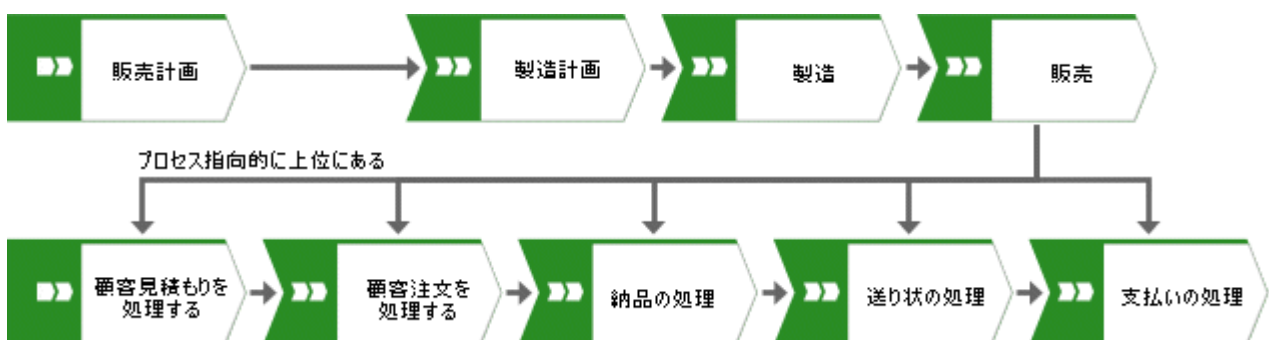 販売計画
製造計画
製造
販売
プロセス指向的に上位にある
顧客見積もりを
処理する
顧客注文を
処理する
納品の処理
送り状の処理
支払いの処理